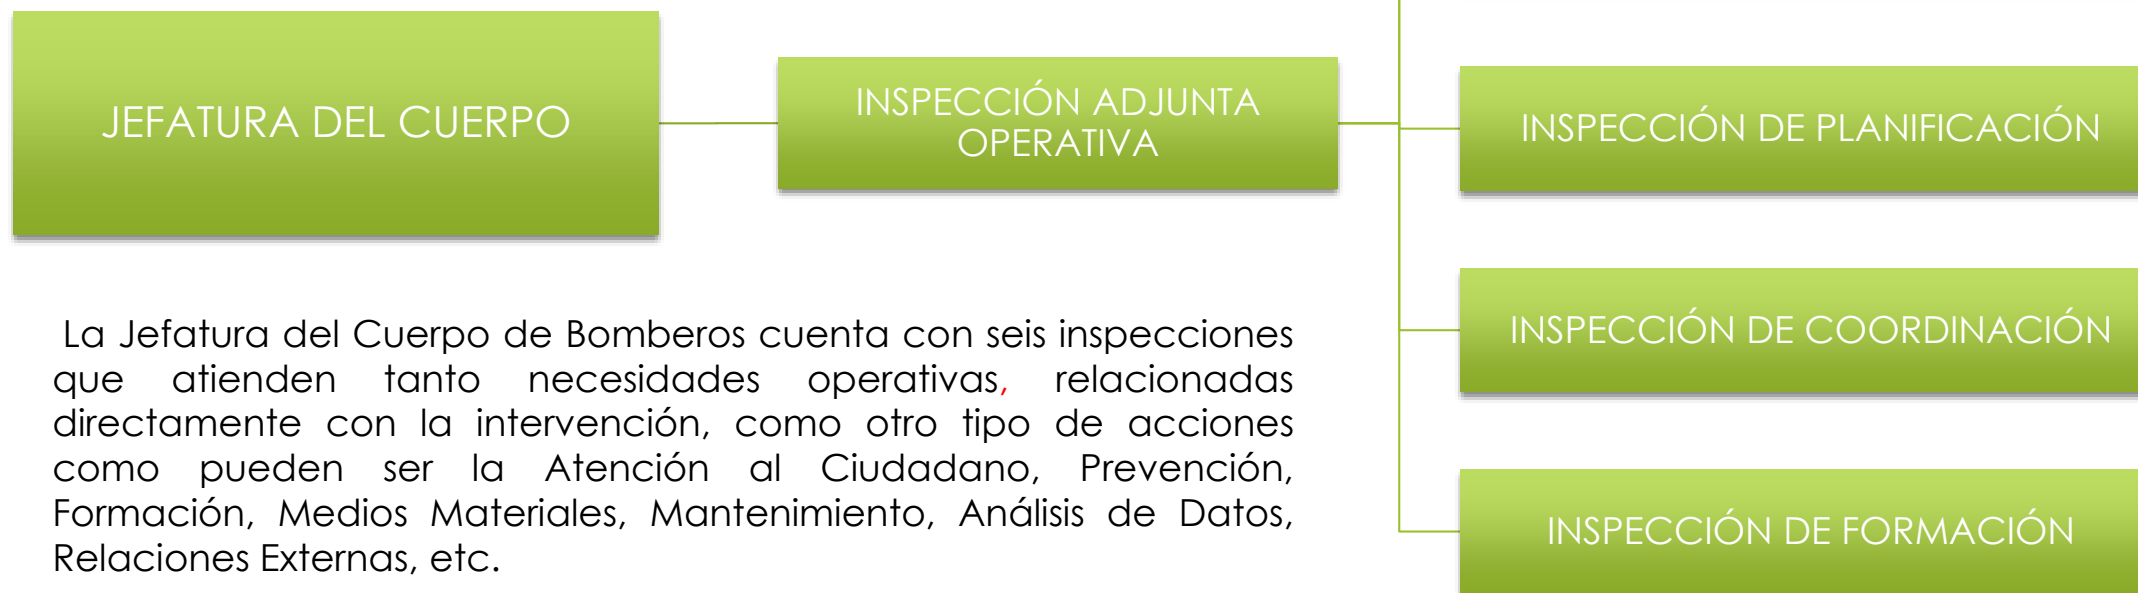 JEFATURA DEL CUERPO
INSPECCIÓN ADJUNTA
OPERATIVA
INSPECCIÓN DE PLANIFICACIÓN
INSPECCIÓN DE COORDINACIÓN
INSPECCIÓN DE FORMACIÓN
La Jefatura del Cuerpo de Bomberos cuenta con seis inspecciones
que atienden tanto necesidades operativas, relacionadas
directamente con la intervención, como otro tipo de acciones
como pueden ser la Atención al Ciudadano, Prevención,
Formación, Medios Materiales, Mantenimiento, Análisis de Datos,
Relaciones Externas, etc.